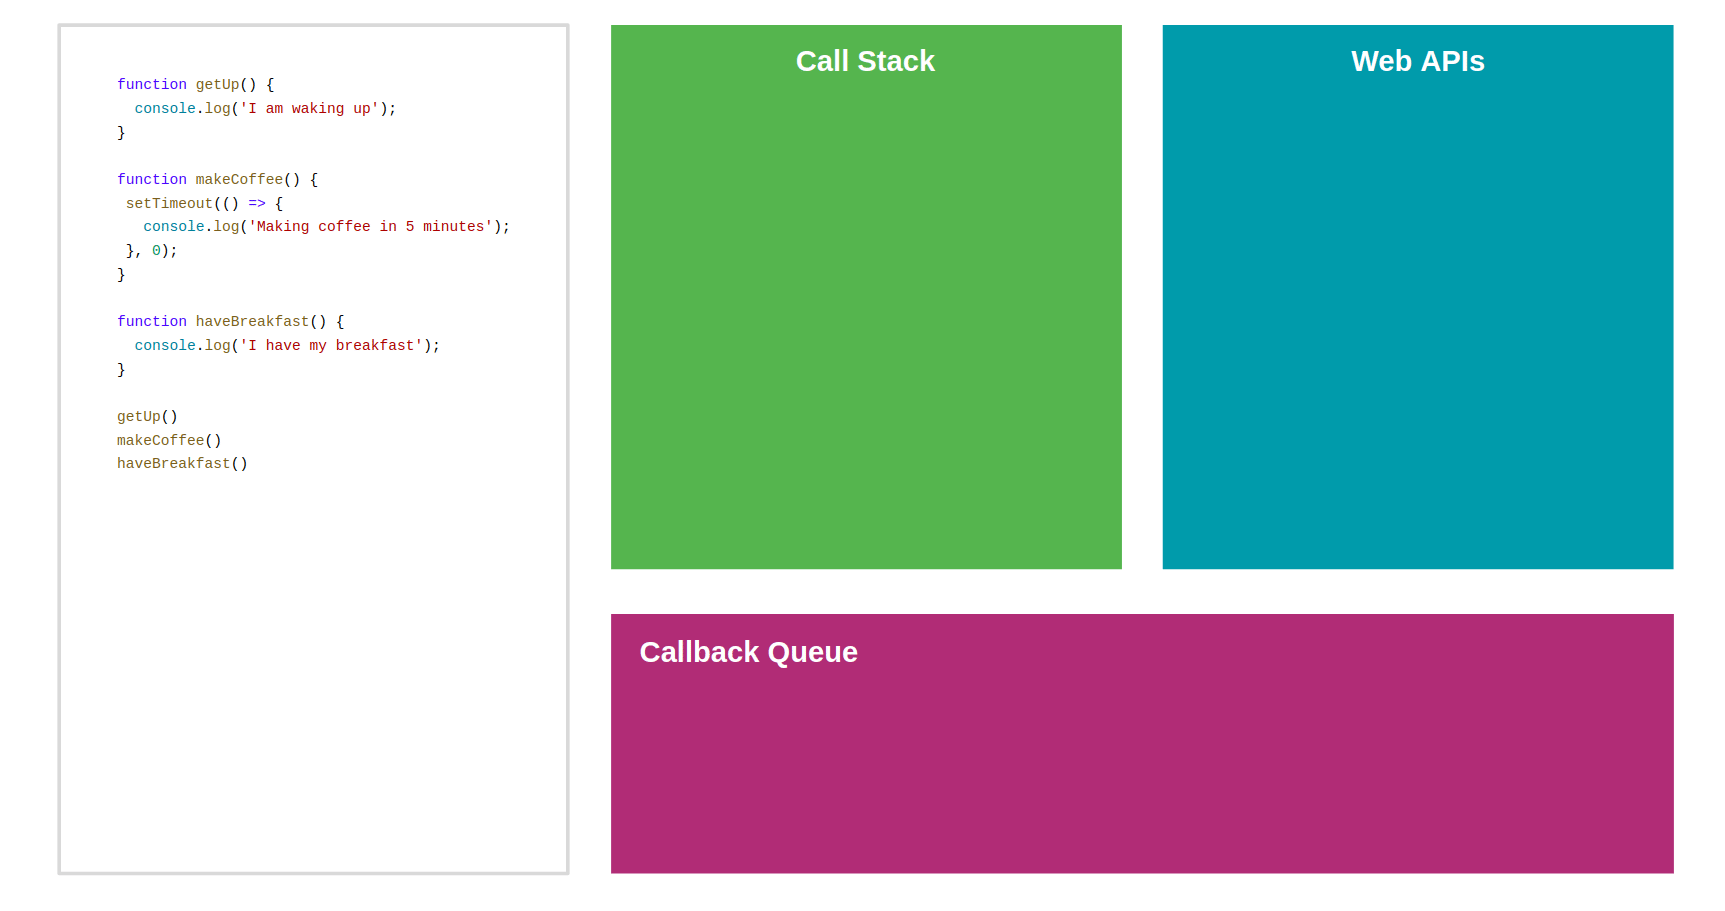 function getUp() {
  console.log('I am waking up');
}

function makeCoffee() {
 setTimeout(() => {
   console.log('Making coffee in 5 minutes');
 }, 0);
}

function haveBreakfast() {
  console.log('I have my breakfast');
}

getUp()
makeCoffee()
haveBreakfast()
Call Stack
Web APIs
Callback Queue